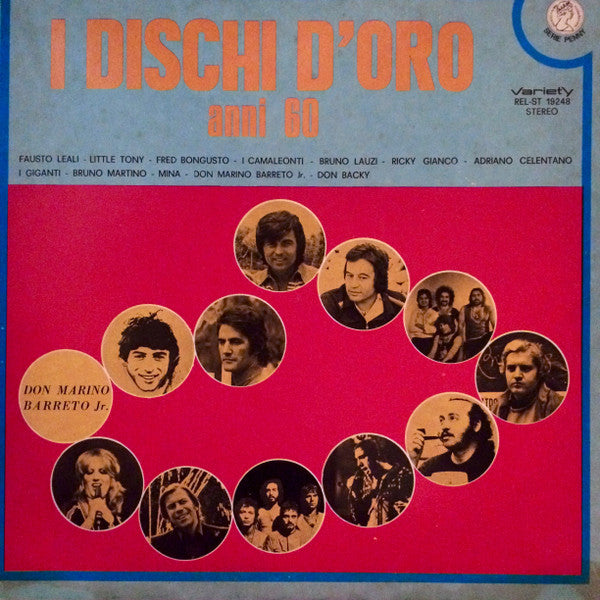 I DISCHI D'ORO
anni 60
SERIE PENNY
Variety
REL-ST 19248
STEREO
FAUSTO LEALI - LITTLE TONY - FRED BONGUSTO - I CAMALEONTI - BRUNO LAUZI - RICKY GIANCO - ADRIANO CELENTANO
I GIGANTI - BRUNO MARTINO - MINA - DON MARINO BARRETO Jr. - DON BACKY
DON MARINO
BARRETO Jr.